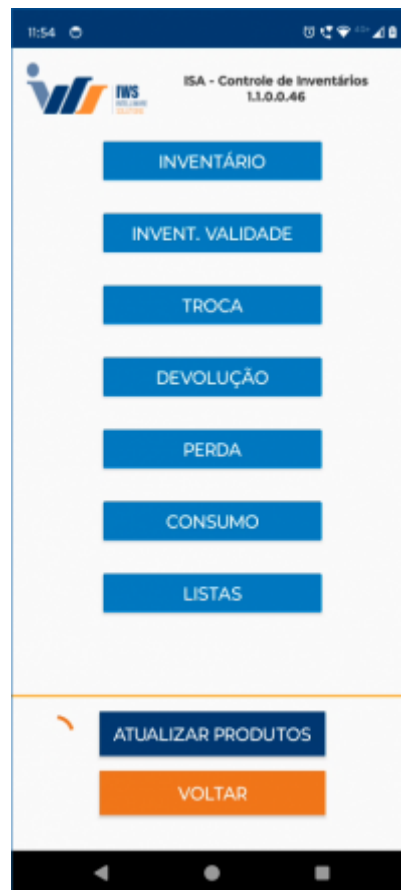 11:54
ISA - Controle de Inventários
1.1.0.0.46
IWS
INVENTÁRIO
INVENT. VALIDADE
TROCA
DEVOLUÇÃO
PERDA
CONSUMO
LISTAS
ATUALIZAR PRODUTOS
VOLTAR